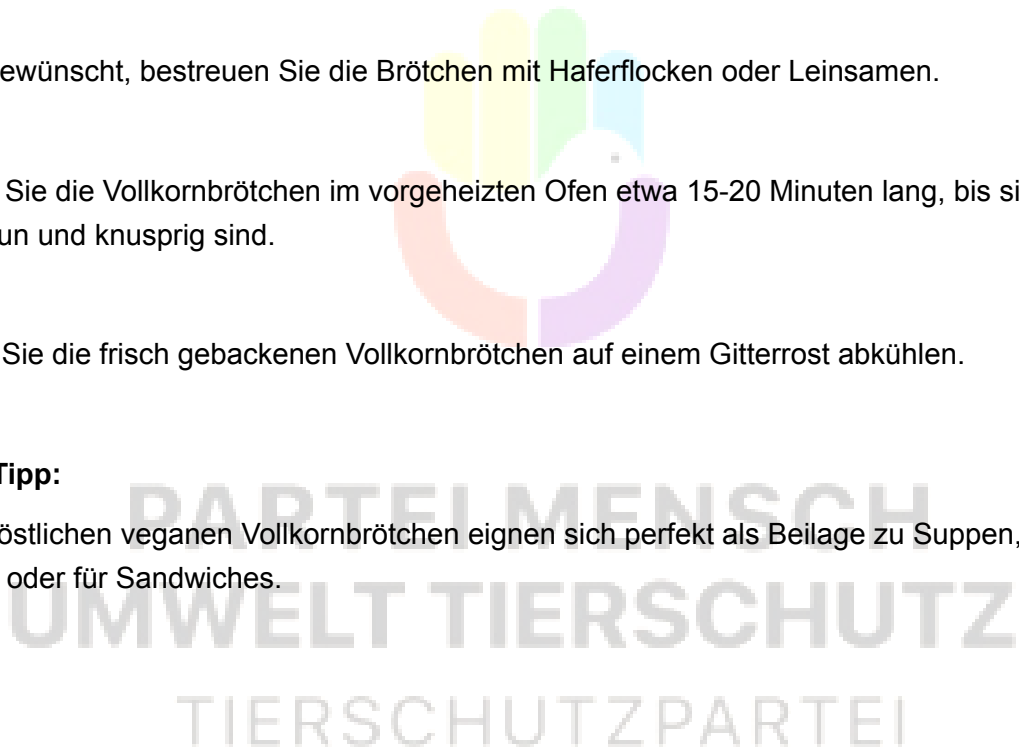 ewünscht, bestreuen Sie die Brötchen mit Haferflocken oder Leinsamen.
Sie die Vollkornbrötchen im vorgeheizten Ofen etwa 15-20 Minuten lang, bis si
un und knusprig sind.
Sie die frisch gebackenen Vollkornbrötchen auf einem Gitterrost abkühlen.
Tipp:
PARTEI MENSCH
östlichen veganen Vollkornbrötchen eignen sich perfekt als Beilage zu Suppen,
oder für Sandwiches.
UMWELT TIERSCHUTZ
TIERSCHUTZPARTEI